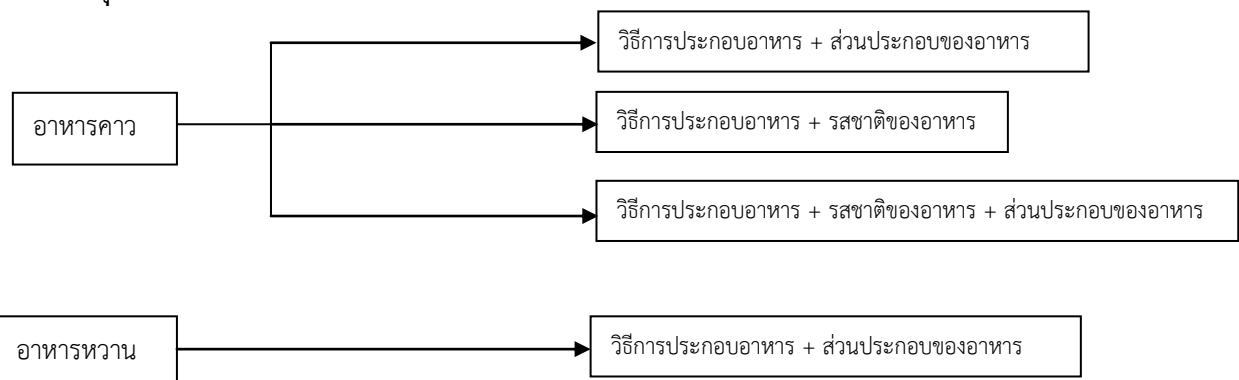 วิธีการประกอบอาหาร + ส่วนประกอบของอาหาร
อาหารคาว
วิธีการประกอบอาหาร + รสชาติของอาหาร
วิธีการประกอบอาหาร + รสชาติของอาหาร + ส่วนประกอบของอาหาร
อาหารหวาน
วิธีการประกอบอาหาร + ส่วนประกอบของอาหาร